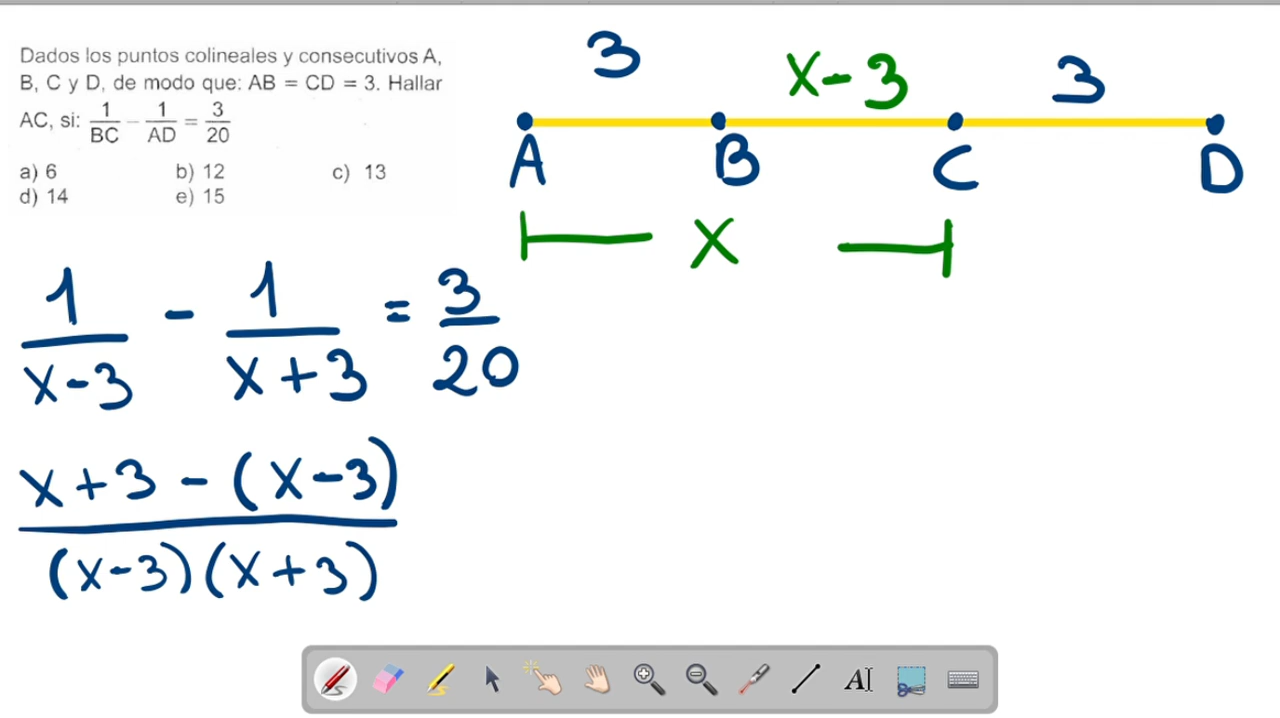 Dados los puntos colineales y consecutivos A,
B, C y D, de modo que: AB = CD = 3. Hallar
AC, si: 1/BC - 1/AD = 3/20
a) 6 b) 12 c) 13
d) 14 e) 15
3 x-3 3
A B C D
x
1/(x-3) - 1/(x+3) = 3/20
x+3-(x-3)
(x-3)(x+3)
AI